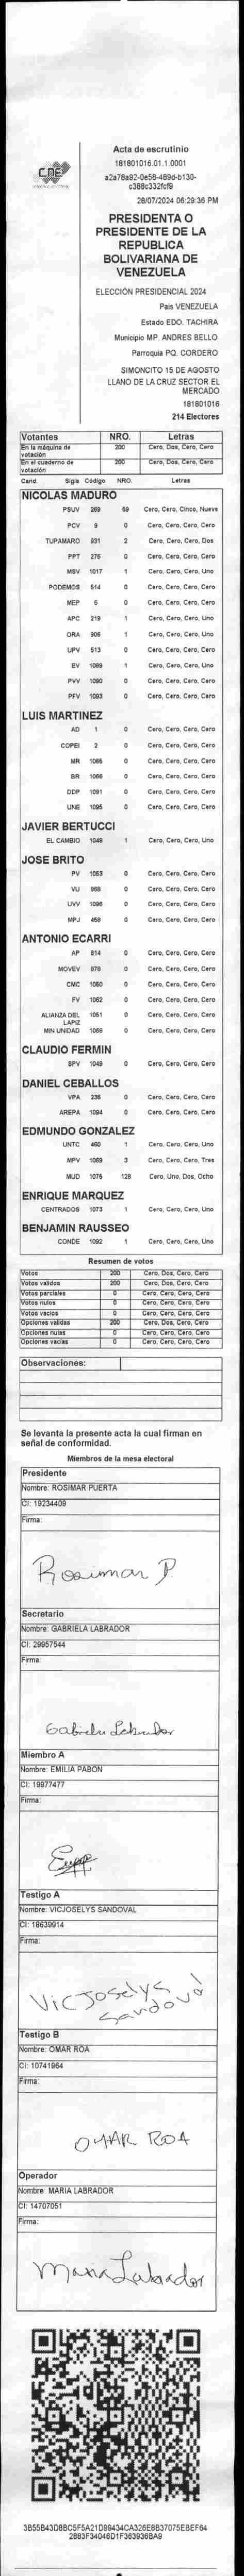 CNE
Acta de escrutinio
181801016.01.1.0001
a2a78a92-0e58-489d-b130-
c388c332fcf9
28/07/2024 06:29:36 PM
PRESIDENTA O
PRESIDENTE DE LA
REPUBLICA
BOLIVARIANA DE
VENEZUELA
ELECCIÓN PRESIDENCIAL 2024
Pais VENEZUELA
Estado EDO. TACHIRA
Municipio MP. ANDRES BELLO
Parroquia PQ. CORDERO
SIMONCITO 15 DE AGOSTO
LLANO DE LA CRUZ SECTOR EL
MERCADO
181801016
214 Electores
Votantes NRO. Letras
En la máquina de votación 200 Cero, Dos, Cero, Cero
En el cuaderno de votación 200 Cero, Dos, Cero, Cero
Cand. Sigla Código NRO. Letras
NICOLAS MADURO
PSUV 269 59 Cero, Cero, Cinco, Nueve
PCV 9 0 Cero, Cero, Cero, Cero
TUPAMARO 931 2 Cero, Cero, Cero, Dos
PPT 276 0 Cero, Cero, Cero, Cero
MSV 1017 1 Cero, Cero, Cero, Uno
PODEMOS 514 0 Cero, Cero, Cero, Cero
MEP 6 0 Cero, Cero, Cero, Cero
APC 219 1 Cero, Cero, Cero, Uno
ORA 906 1 Cero, Cero, Cero, Uno
UPV 513 0 Cero, Cero, Cero, Cero
EV 1089 1 Cero, Cero, Cero, Uno
PVV 1090 0 Cero, Cero, Cero, Cero
PFV 1093 0 Cero, Cero, Cero, Cero
LUIS MARTINEZ
AD 1 0 Cero, Cero, Cero, Cero
COPEI 2 0 Cero, Cero, Cero, Cero
MR 1065 0 Cero, Cero, Cero, Cero
BR 1066 0 Cero, Cero, Cero, Cero
DDP 1091 0 Cero, Cero, Cero, Cero
UNE 1095 0 Cero, Cero, Cero, Cero
JAVIER BERTUCCI
EL CAMBIO 1048 1 Cero, Cero, Cero, Uno
JOSE BRITO
PV 1053 0 Cero, Cero, Cero, Cero
VU 868 0 Cero, Cero, Cero, Cero
UVV 1096 0 Cero, Cero, Cero, Cero
MPJ 458 0 Cero, Cero, Cero, Cero
ANTONIO ECARRI
AP 814 0 Cero, Cero, Cero, Cero
MOVEV 978 0 Cero, Cero, Cero, Cero
CMC 1050 0 Cero, Cero, Cero, Cero
FV 1052 0 Cero, Cero, Cero, Cero
ALIANZA DEL LAPIZ 1051 0 Cero, Cero, Cero, Cero
MIN UNIDAD 1058 0 Cero, Cero, Cero, Cero
CLAUDIO FERMIN
SPV 1049 0 Cero, Cero, Cero, Cero
DANIEL CEBALLOS
VPA 236 0 Cero, Cero, Cero, Cero
AREPA 1094 0 Cero, Cero, Cero, Cero
EDMUNDO GONZALEZ
UNTC 460 1 Cero, Cero, Cero, Uno
MPV 1069 3 Cero, Cero, Cero, Tres
MUD 1075 128 Cero, Uno, Dos, Ocho
ENRIQUE MARQUEZ
CENTRADOS 1073 1 Cero, Cero, Cero, Uno
BENJAMIN RAUSSEO
CONDE 1092 1 Cero, Cero, Cero, Uno
Resumen de votos
Votos 200 Cero, Dos, Cero, Cero
Votos validos 200 Cero, Dos, Cero, Cero
Votos parciales 0 Cero, Cero, Cero, Cero
Votos nulos 0 Cero, Cero, Cero, Cero
Votos vacíos 0 Cero, Cero, Cero, Cero
Opciones validas 200 Cero, Dos, Cero, Cero
Opciones nulas 0 Cero, Cero, Cero, Cero
Opciones vacías 0 Cero, Cero, Cero, Cero
Observaciones:
Se levanta la presente acta la cual firman en
señal de conformidad.
Miembros de la mesa electoral
Presidente
Nombre: ROSIMAR PUERTA
CI: 19234409
Firma:
Rosimar P.
Secretario
Nombre: GABRIELA LABRADOR
CI: 29957544
Firma:
Gabriela Labrador
Miembro A
Nombre: EMILIA PABON
CI: 19977477
Firma:
Testigo A
Nombre: VICJOSELYS SANDOVAL
CI: 18639914
Firma:
Vicjoselys
Sandoval
Testigo B
Nombre: OMAR ROA
CI: 10741964
Firma:
OMAR ROA
Operador
Nombre: MARIA LABRADOR
CI: 14707051
Firma:
Maria Labrador
3B55B43D8BC5F5A21D99434CA326E8B37075EBEF64
2883F34046D1F363936BA9